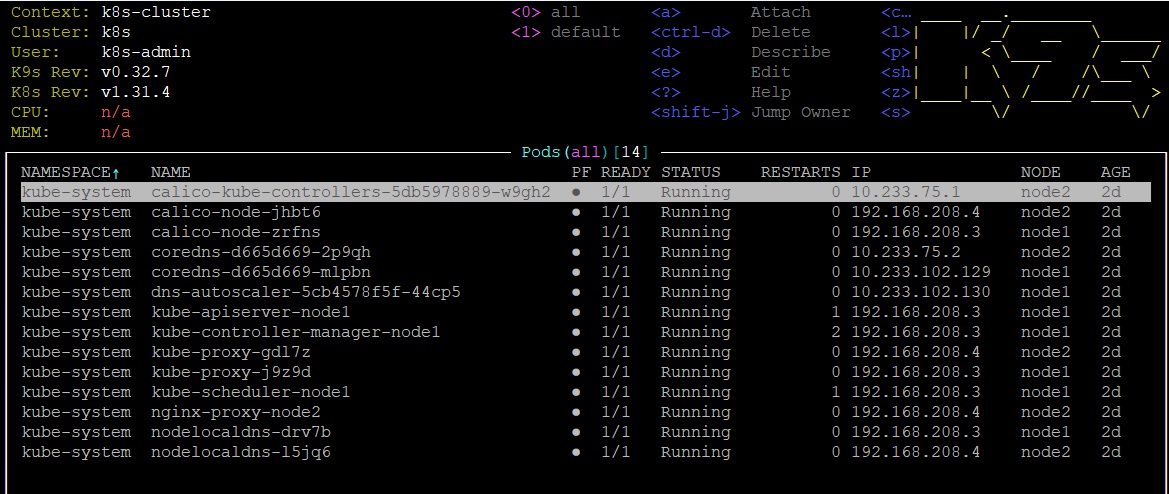 Context: k8s-cluster <0> all <a> Attach <c…
Cluster: k8s <1> default <ctrl-d> Delete <l>
User: k8s-admin <d> Describe <p>
K9s Rev: v0.32.7 <e> Edit <sh
K8s Rev: v1.31.4 <?> Help <z>
CPU: n/a <shift-j> Jump Owner <s>
MEM: n/a
Pods(all)[14]
NAMESPACE↑ NAME PF READY STATUS RESTARTS IP NODE AGE
kube-system calico-kube-controllers-5db5978889-w9gh2 ● 1/1 Running 0 10.233.75.1 node2 2d
kube-system calico-node-jhbt6 ● 1/1 Running 0 192.168.208.4 node2 2d
kube-system calico-node-zrfns ● 1/1 Running 0 192.168.208.3 node1 2d
kube-system coredns-d665d669-2p9qh ● 1/1 Running 0 10.233.75.2 node2 2d
kube-system coredns-d665d669-mlpbn ● 1/1 Running 0 10.233.102.129 node1 2d
kube-system dns-autoscaler-5cb4578f5f-44cp5 ● 1/1 Running 0 10.233.102.130 node1 2d
kube-system kube-apiserver-node1 ● 1/1 Running 1 192.168.208.3 node1 2d
kube-system kube-controller-manager-node1 ● 1/1 Running 2 192.168.208.3 node1 2d
kube-system kube-proxy-gdl7z ● 1/1 Running 0 192.168.208.4 node2 2d
kube-system kube-proxy-j9z9d ● 1/1 Running 0 192.168.208.3 node1 2d
kube-system kube-scheduler-node1 ● 1/1 Running 1 192.168.208.3 node1 2d
kube-system nginx-proxy-node2 ● 1/1 Running 0 192.168.208.4 node2 2d
kube-system nodelocaldns-drv7b ● 1/1 Running 0 192.168.208.3 node1 2d
kube-system nodelocaldns-l5jq6 ● 1/1 Running 0 192.168.208.4 node2 2d